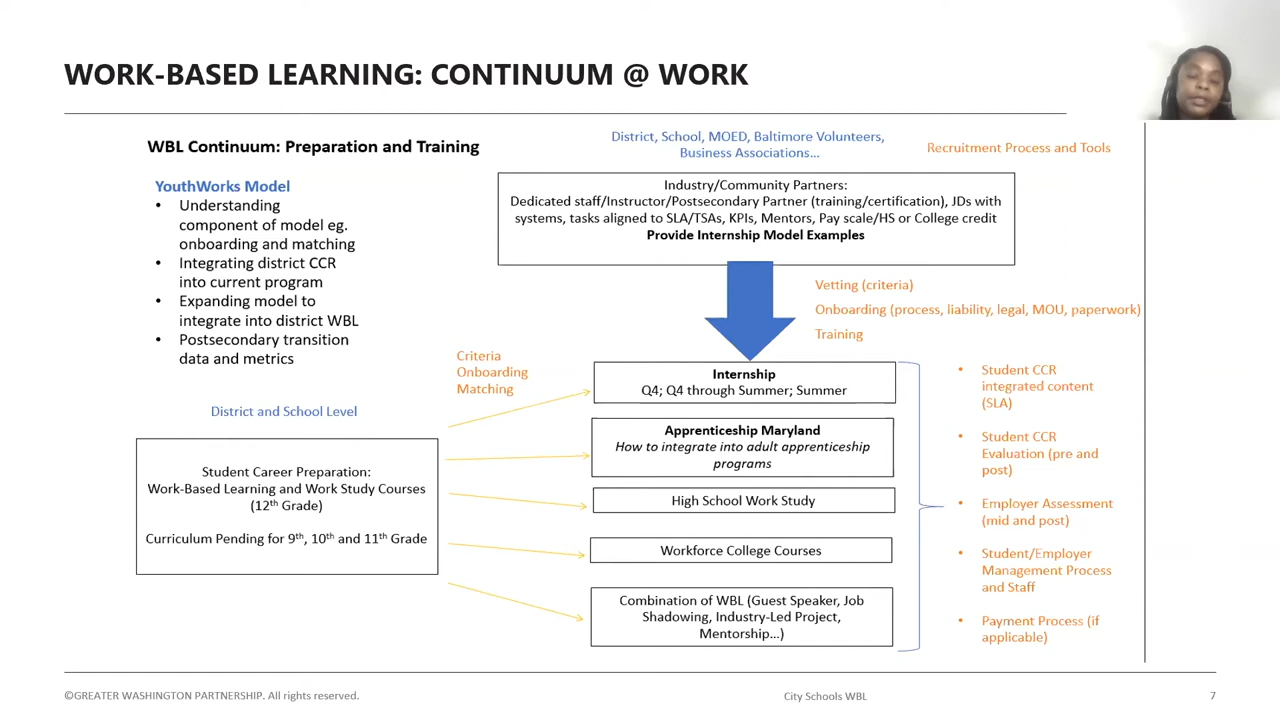 WORK-BASED LEARNING: CONTINUUM @ WORK
WBL Continuum: Preparation and Training
YouthWorks Model
• Understanding
component of model eg.
onboarding and matching
• Integrating district CCR
into current program
• Expanding model to
integrate into district WBL
• Postsecondary transition
data and metrics
District, School, MOED, Baltimore Volunteers,
Business Associations...
Recruitment Process and Tools
Industry/Community Partners:
Dedicated staff/Instructor/Postsecondary Partner (training/certification), JDs with
systems, tasks aligned to SLA/TSAs, KPIs, Mentors, Pay scale/HS or College credit
Provide Internship Model Examples
Vetting (criteria)
Onboarding (process, liability, legal, MOU, paperwork)
Training
Criteria
Onboarding
Matching
District and School Level
Student Career Preparation:
Work-Based Learning and Work Study Courses
(12th Grade)
Curriculum Pending for 9th, 10th and 11th Grade
Internship
Q4; Q4 through Summer; Summer
Apprenticeship Maryland
How to integrate into adult apprenticeship
programs
High School Work Study
Workforce College Courses
Combination of WBL (Guest Speaker, Job
Shadowing, Industry-Led Project,
Mentorship...)
• Student CCR
integrated content
(SLA)
• Student CCR
Evaluation (pre and
post)
• Employer Assessment
(mid and post)
• Student/Employer
Management Process
and Staff
• Payment Process (if
applicable)
©GREATER WASHINGTON PARTNERSHIP. All rights reserved.
City Schools WBL
7